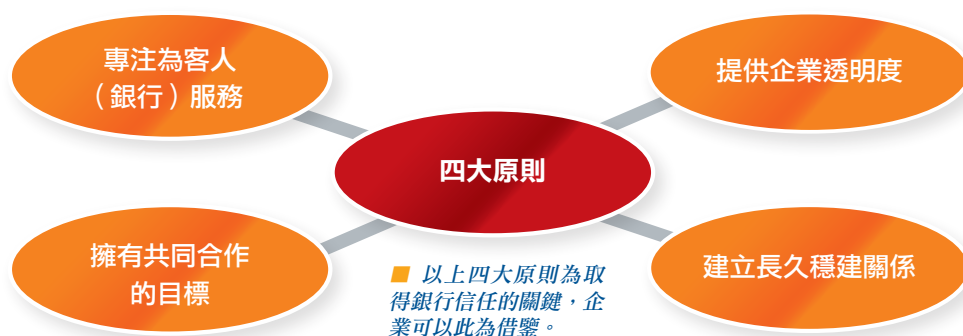 專注為客人
（銀行）服務
提供企業透明度
四大原則
擁有共同合作
的目標
建立長久穩建關係
以上四大原則為取
得銀行信任的關鍵，企
業可以此為借鑒。